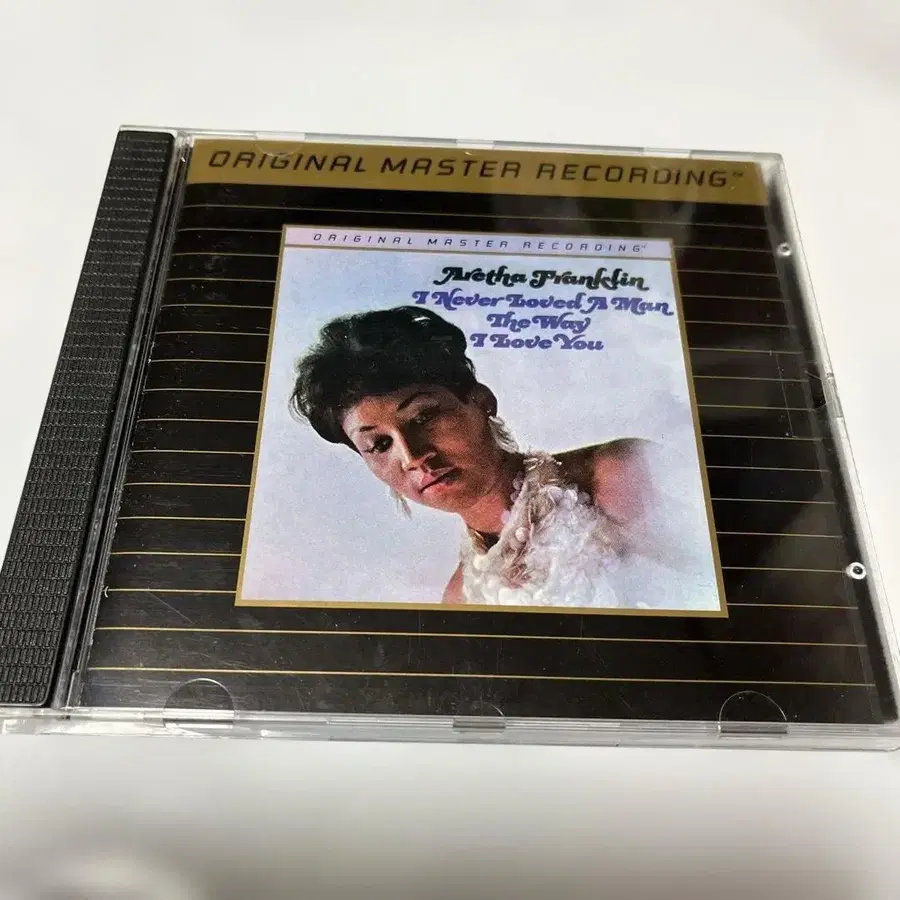 ORIGINAL MASTER RECORDING™
ORIGINAL MASTER RECORDING™
Aretha Franklin
I Never Loved A Man
The Way
I Love You